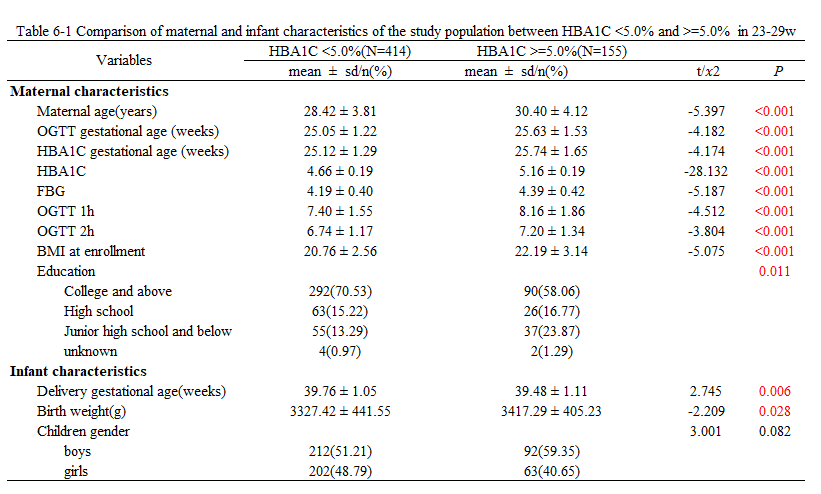 Table 6-1 Comparison of maternal and infant characteristics of the study population between HBA1C <5.0% and >=5.0% in 23-29w
Variables HBA1C <5.0%(N=414) HBA1C >=5.0%(N=155)
mean ± sd/n(%) mean ± sd/n(%) t/x2 P
Maternal characteristics
Maternal age(years) 28.42 ± 3.81 30.40 ± 4.12 -5.397 <0.001
OGTT gestational age (weeks) 25.05 ± 1.22 25.63 ± 1.53 -4.182 <0.001
HBA1C gestational age (weeks) 25.12 ± 1.29 25.74 ± 1.65 -4.174 <0.001
HBA1C 4.66 ± 0.19 5.16 ± 0.19 -28.132 <0.001
FBG 4.19 ± 0.40 4.39 ± 0.42 -5.187 <0.001
OGTT 1h 7.40 ± 1.55 8.16 ± 1.86 -4.512 <0.001
OGTT 2h 6.74 ± 1.17 7.20 ± 1.34 -3.804 <0.001
BMI at enrollment 20.76 ± 2.56 22.19 ± 3.14 -5.075 <0.001
Education 0.011
College and above 292(70.53) 90(58.06)
High school 63(15.22) 26(16.77)
Junior high school and below 55(13.29) 37(23.87)
unknown 4(0.97) 2(1.29)
Infant characteristics
Delivery gestational age(weeks) 39.76 ± 1.05 39.48 ± 1.11 2.745 0.006
Birth weight(g) 3327.42 ± 441.55 3417.29 ± 405.23 -2.209 0.028
Children gender 3.001 0.082
boys 212(51.21) 92(59.35)
girls 202(48.79) 63(40.65)